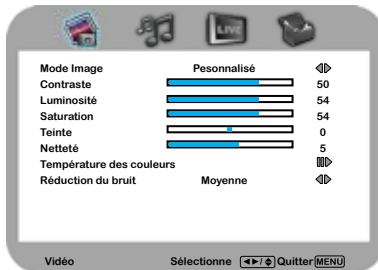 LIVE
Mode Image Pesonnalisé
Contraste 50
Luminosité 54
Saturation 54
Teinte 0
Netteté 5
Température des couleurs
Réduction du bruit Moyenne
Vidéo Sélectionne / Quitter MENU